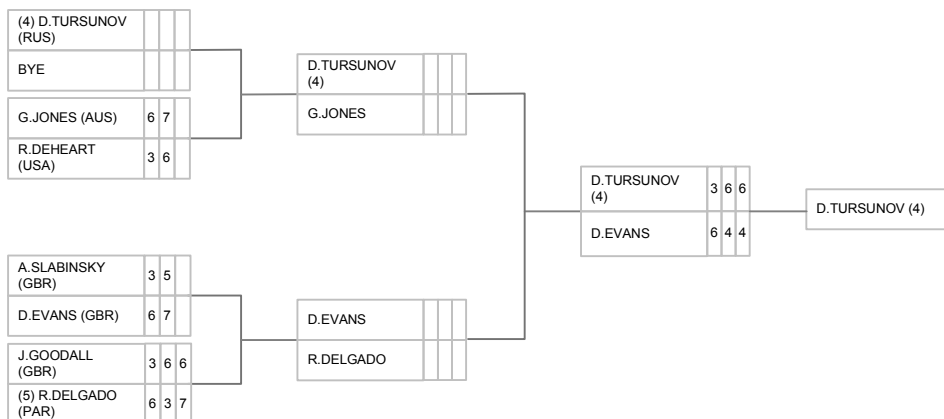 (4) D.TURSUNOV
(RUS)
BYE
G.JONES (AUS) 6 7
R.DEHEART
(USA) 3 6
A.SLABINSKY
(GBR) 3 5
D.EVANS (GBR) 6 7
J.GOODALL
(GBR) 3 6 6
(5) R.DELGADO
(PAR) 6 3 7
D.TURSUNOV
(4)
G.JONES
D.EVANS
R.DELGADO
D.TURSUNOV
(4) 3 6 6
D.EVANS 6 4 4
D.TURSUNOV (4)